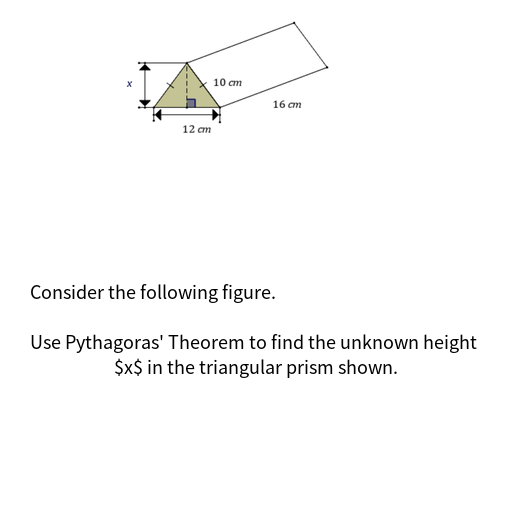 x
10 cm
16 cm
12 cm
Consider the following figure.
Use Pythagoras' Theorem to find the unknown height
$x$ in the triangular prism shown.